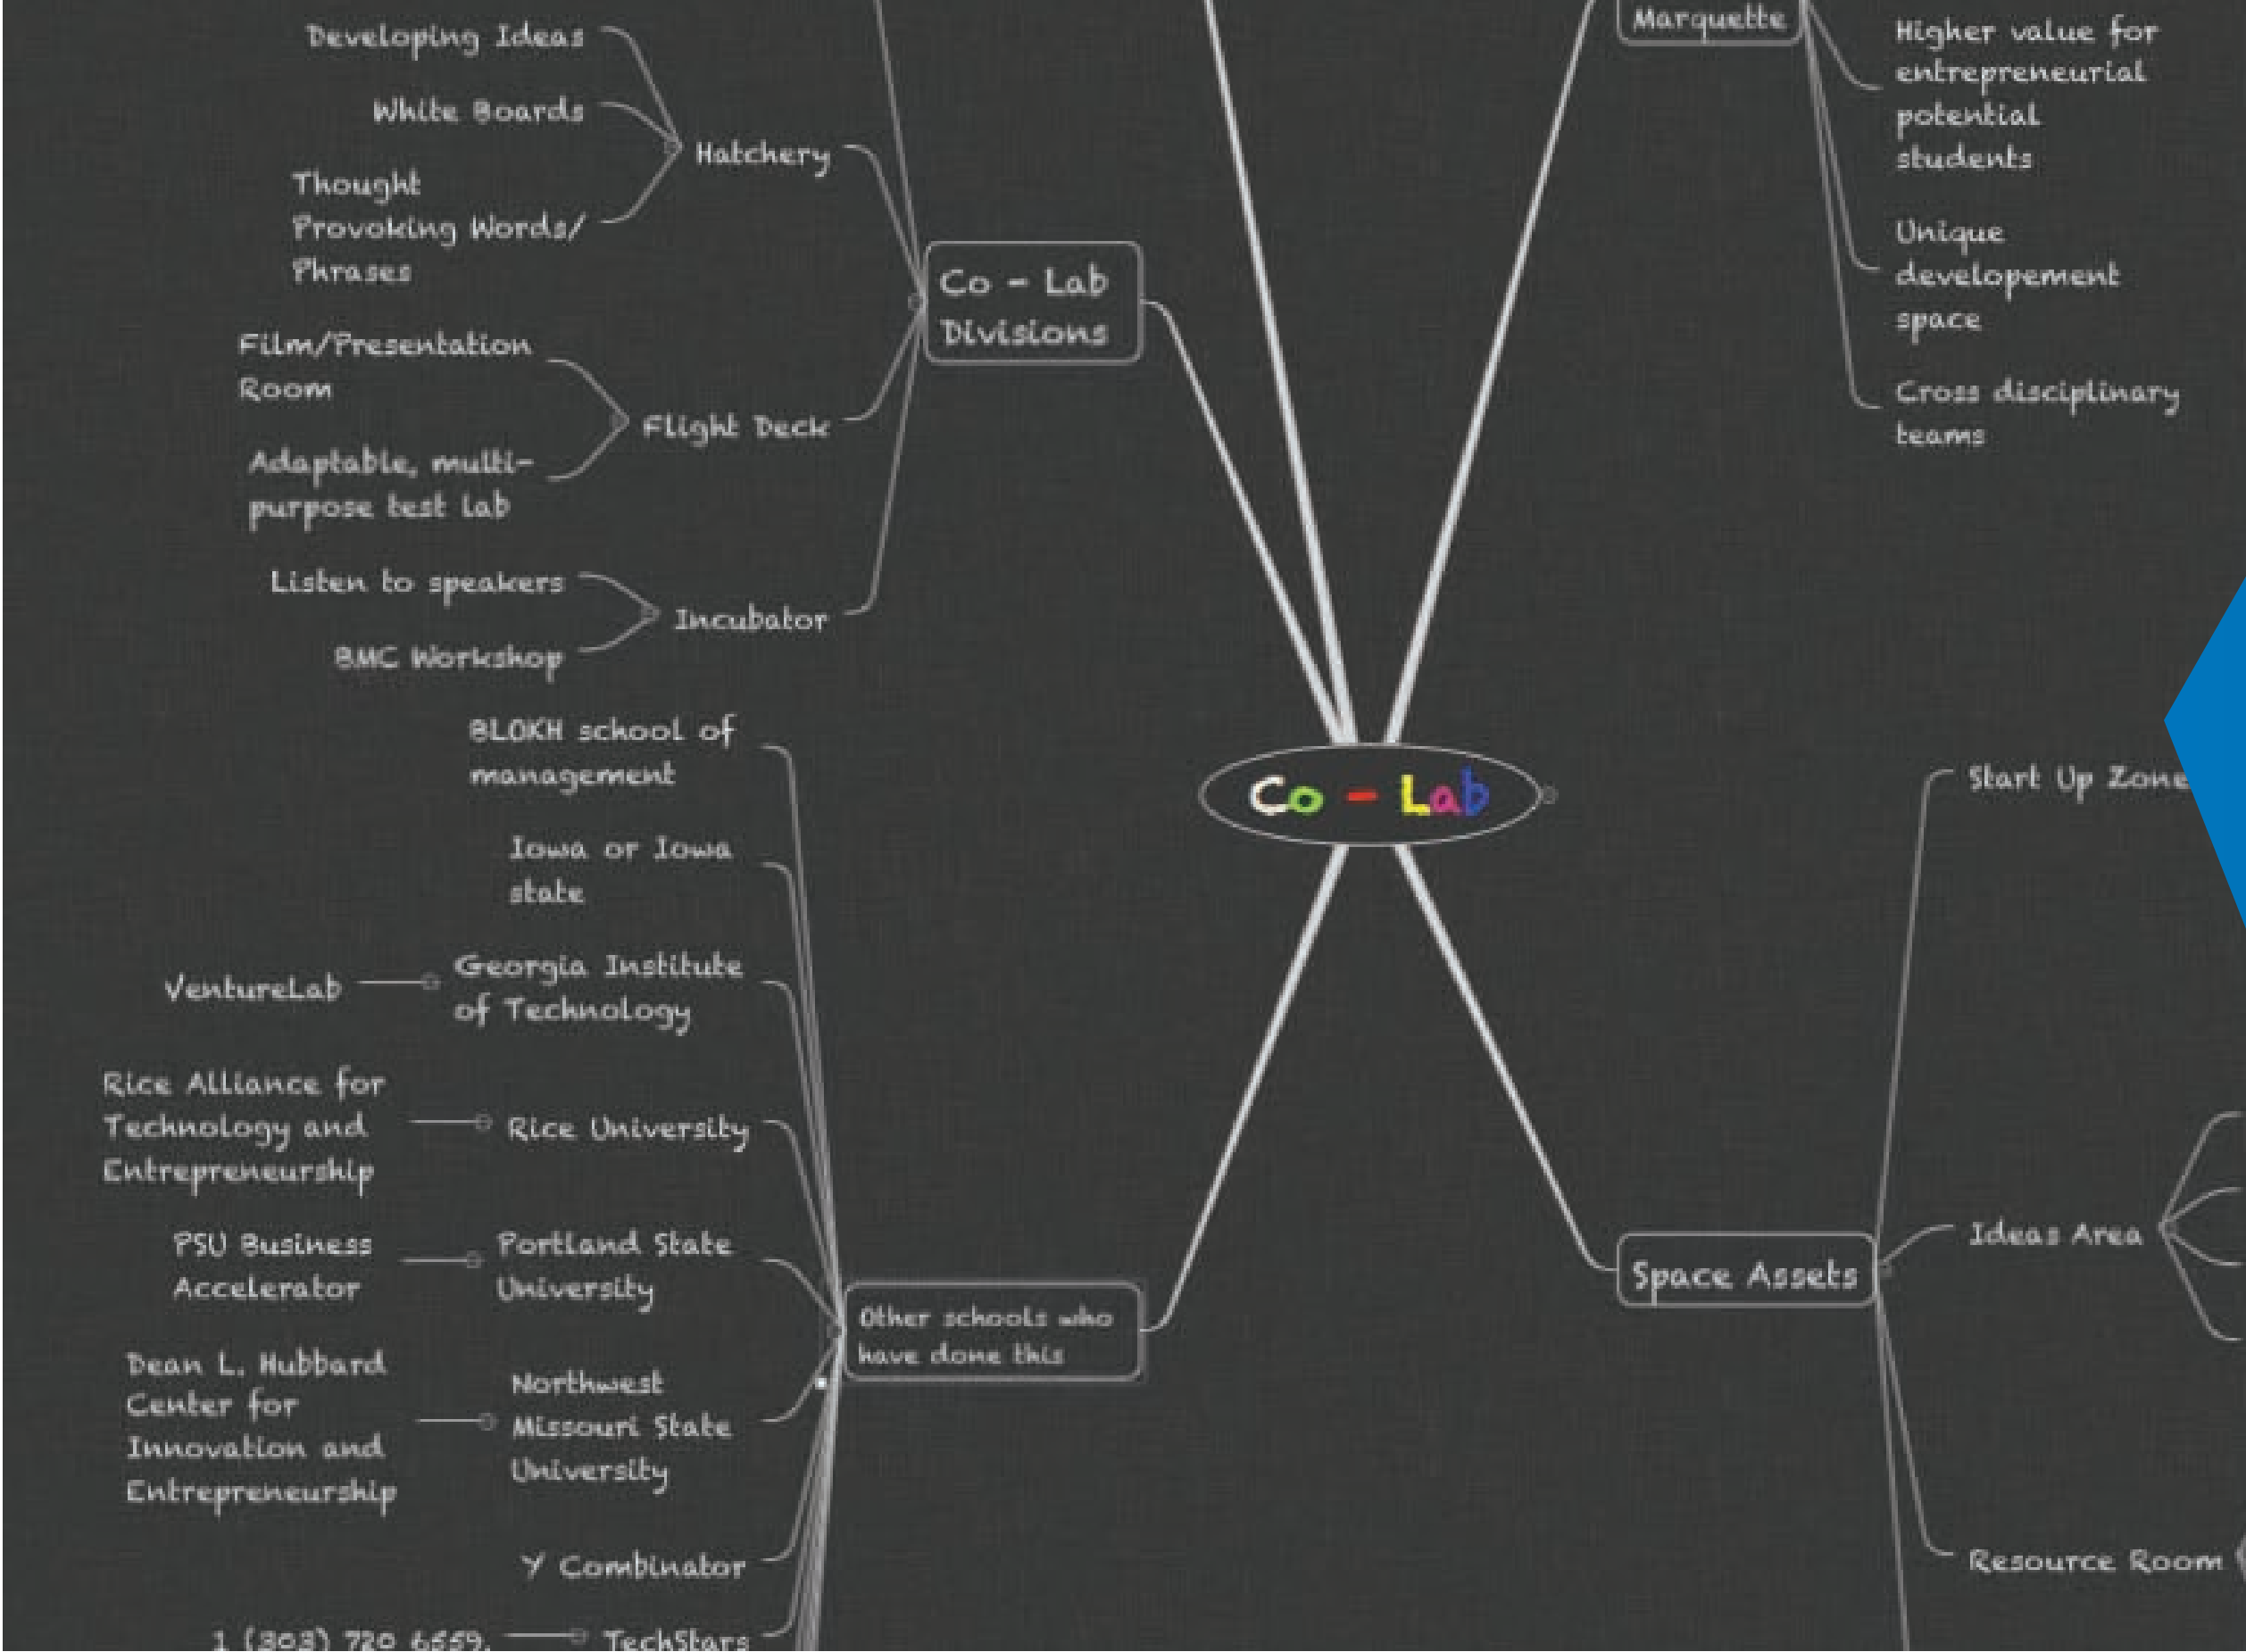 Developing Ideas
White Boards
Thought
Provoking Words/
Phrases
Hatchery
Film/Presentation
Room
Adaptable, multi-
purpose test lab
Flight Deck
Listen to speakers
BMC Workshop
Incubator
Co - Lab
Divisions
Marquette
Higher value for
entrepreneurial
potential
students
Unique
developement
space
Cross disciplinary
teams
Co - Lab
BLOKH school of
management
Iowa or Iowa
state
VentureLab
Georgia Institute
of Technology
Rice Alliance for
Technology and
Entrepreneurship
Rice University
PSU Business
Accelerator
Portland State
University
Dean L. Hubbard
Center for
Innovation and
Entrepreneurship
Northwest
Missouri State
University
Y Combinator
1 (303) 720 6559.
TechStars
Other schools who
have done this
Space Assets
Start Up Zone
Ideas Area
Resource Room